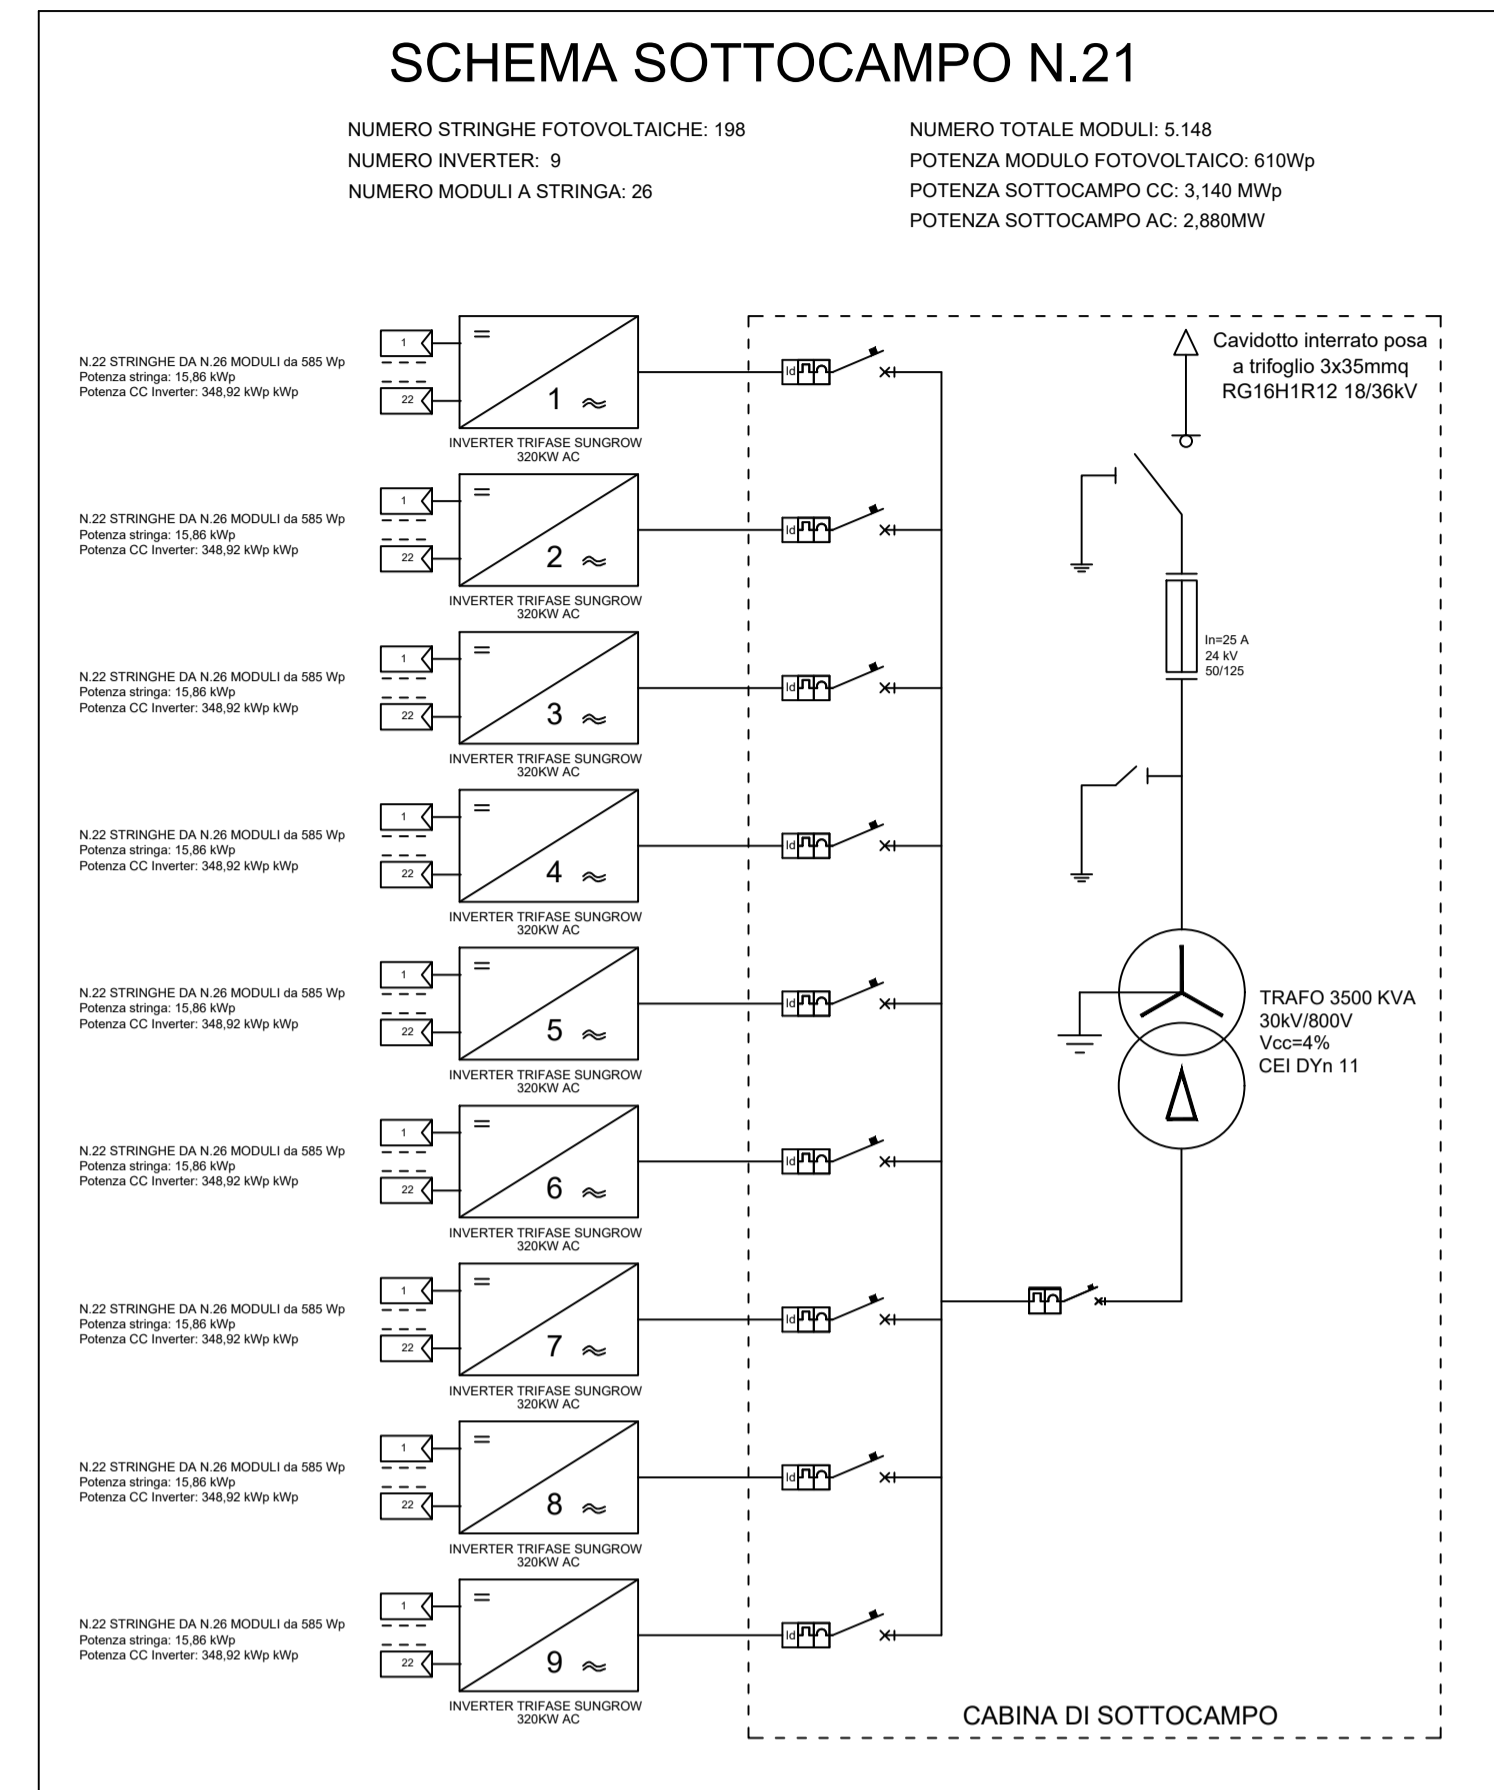 SCHEMA SOTTOCAMPO N.21
NUMERO STRINGHE FOTOVOLTAICHE: 198
NUMERO INVERTER: 9
NUMERO MODULI A STRINGA: 26
NUMERO TOTALE MODULI: 5.148
POTENZA MODULO FOTOVOLTAICO: 610Wp
POTENZA SOTTOCAMPO CC: 3,140 MWp
POTENZA SOTTOCAMPO AC: 2,880MW
N.22 STRINGHE DA N.26 MODULI da 585 Wp
Potenza stringa: 15,86 kWp
Potenza CC Inverter: 348,92 kWp kWp
1
22
=
1 ≈
INVERTER TRIFASE SUNGROW
320KW AC
Id
N.22 STRINGHE DA N.26 MODULI da 585 Wp
Potenza stringa: 15,86 kWp
Potenza CC Inverter: 348,92 kWp kWp
1
22
=
2 ≈
INVERTER TRIFASE SUNGROW
320KW AC
Id
N.22 STRINGHE DA N.26 MODULI da 585 Wp
Potenza stringa: 15,86 kWp
Potenza CC Inverter: 348,92 kWp kWp
1
22
=
3 ≈
INVERTER TRIFASE SUNGROW
320KW AC
Id
N.22 STRINGHE DA N.26 MODULI da 585 Wp
Potenza stringa: 15,86 kWp
Potenza CC Inverter: 348,92 kWp kWp
1
22
=
4 ≈
INVERTER TRIFASE SUNGROW
320KW AC
Id
N.22 STRINGHE DA N.26 MODULI da 585 Wp
Potenza stringa: 15,86 kWp
Potenza CC Inverter: 348,92 kWp kWp
1
22
=
5 ≈
INVERTER TRIFASE SUNGROW
320KW AC
Id
N.22 STRINGHE DA N.26 MODULI da 585 Wp
Potenza stringa: 15,86 kWp
Potenza CC Inverter: 348,92 kWp kWp
1
22
=
6 ≈
INVERTER TRIFASE SUNGROW
320KW AC
Id
N.22 STRINGHE DA N.26 MODULI da 585 Wp
Potenza stringa: 15,86 kWp
Potenza CC Inverter: 348,92 kWp kWp
1
22
=
7 ≈
INVERTER TRIFASE SUNGROW
320KW AC
Id
N.22 STRINGHE DA N.26 MODULI da 585 Wp
Potenza stringa: 15,86 kWp
Potenza CC Inverter: 348,92 kWp kWp
1
22
=
8 ≈
INVERTER TRIFASE SUNGROW
320KW AC
Id
N.22 STRINGHE DA N.26 MODULI da 585 Wp
Potenza stringa: 15,86 kWp
Potenza CC Inverter: 348,92 kWp kWp
1
22
=
9 ≈
INVERTER TRIFASE SUNGROW
320KW AC
Id
Cavidotto interrato posa
a trifoglio 3x35mmq
RG16H1R12 18/36kV
In=25 A
24 kV
50/125
TRAFO 3500 KVA
30kV/800V
Vcc=4%
CEI DYn 11
CABINA DI SOTTOCAMPO